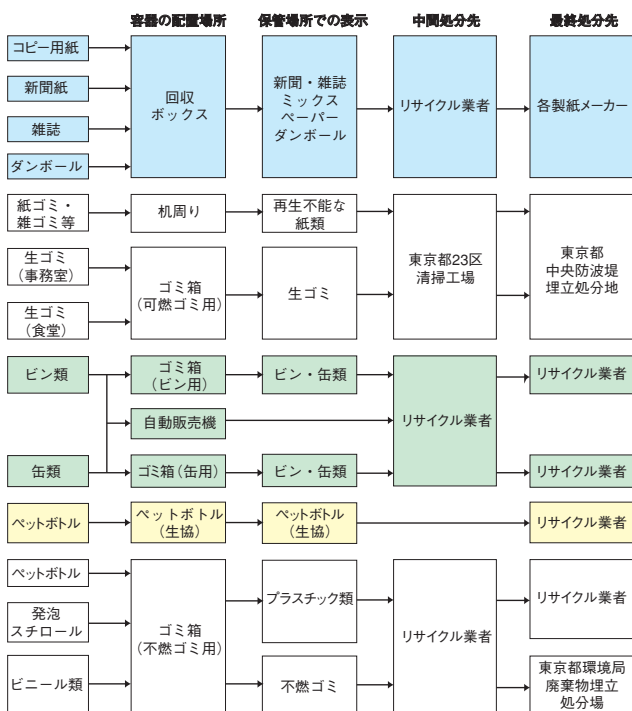 容器の配置場所
保管場所での表示
中間処分先
最終処分先
コピー用紙
新聞紙
雑誌
ダンボール
回収
ボックス
新聞・雑誌
ミックス
ペーパー
ダンボール
リサイクル業者
各製紙メーカー
紙ゴミ・
雑ゴミ等
机周り
再生不能な
紙類
生ゴミ
(事務室)
生ゴミ
(食堂)
ゴミ箱
(可燃ゴミ用)
生ゴミ
東京都23区
清掃工場
東京都
中央防波堤
埋立処分地
ビン類
缶類
ゴミ箱
(ビン用)
ビン・缶類
自動販売機
ゴミ箱(缶用)
ビン・缶類
リサイクル業者
リサイクル業者
リサイクル業者
ペットボトル
ペットボトル
(生協)
ペットボトル
(生協)
リサイクル業者
ペットボトル
発泡
スチロール
ビニール類
ゴミ箱
(不燃ゴミ用)
プラスチック類
不燃ゴミ
リサイクル業者
リサイクル業者
東京都環境局
廃棄物埋立
処分場